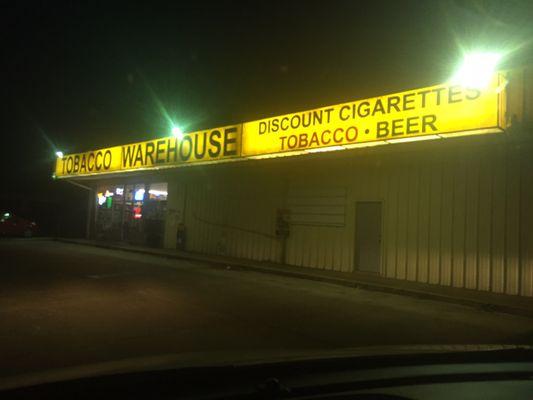 TOBACCO WAREHOUSE
DISCOUNT CIGARETTES
TOBACCO • BEER